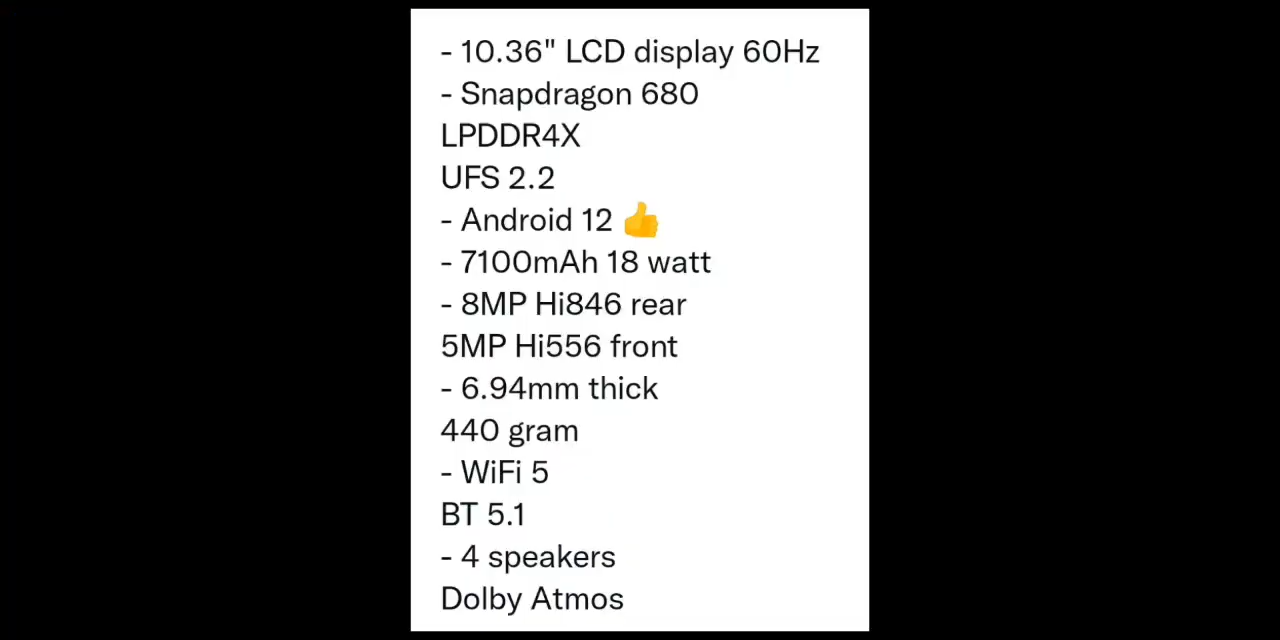 - 10.36" LCD display 60Hz
- Snapdragon 680
LPDDR4X
UFS 2.2
- Android 12 👍
- 7100mAh 18 watt
- 8MP Hi846 rear
5MP Hi556 front
- 6.94mm thick
440 gram
- WiFi 5
BT 5.1
- 4 speakers
Dolby Atmos